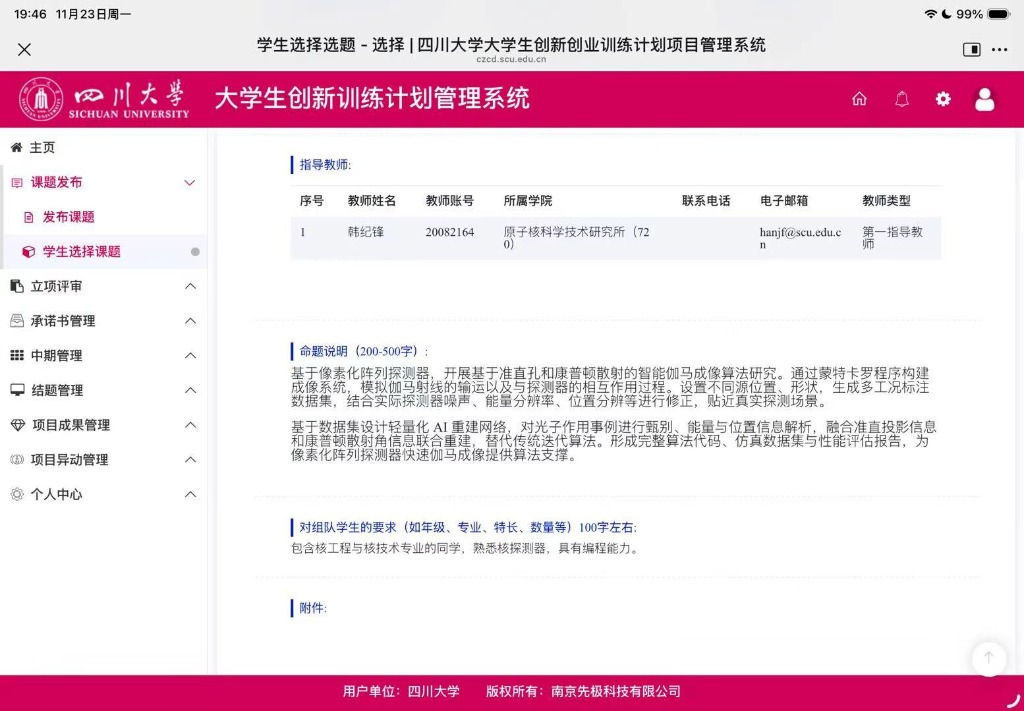 19:46 11月23日周一
99%
学生选择选题 - 选择 | 四川大学大学生创新创业训练计划项目管理系统
czcd.scu.edu.cn
四川大学
SICHUAN UNIVERSITY
大学生创新训练计划管理系统
主页
课题发布
发布课题
学生选择课题
立项评审
承诺书管理
中期管理
结题管理
项目成果管理
项目异动管理
个人中心
指导教师:
序号 教师姓名 教师账号 所属学院 联系电话 电子邮箱 教师类型
1 韩纪锋 20082164 原子核科学技术研究所（72 hanjf@scu.edu.c 第一指导教
0） n 师
命题说明（200-500字）:
基于像素化阵列探测器，开展基于准直孔和康普顿散射的智能伽马成像算法研究。通过蒙特卡罗程序构建
成像系统，模拟伽马射线的输运以及与探测器的相互作用过程。设置不同源位置、形状，生成多工况标注
数据集，结合实际探测器噪声、能量分辨率、位置分辨等进行修正，贴近真实探测场景。
基于数据集设计轻量化 AI 重建网络，对光子作用事例进行甄别、能量与位置信息解析，融合准直投影信息
和康普顿散射角信息联合重建，替代传统迭代算法。形成完整算法代码、仿真数据集与性能评估报告，为
像素化阵列探测器快速伽马成像提供算法支撑。
对组队学生的要求（如年级、专业、特长、数量等）100字左右:
包含核工程与核技术专业的同学，熟悉核探测器，具有编程能力。
附件:
用户单位：四川大学 版权所有：南京先极科技有限公司